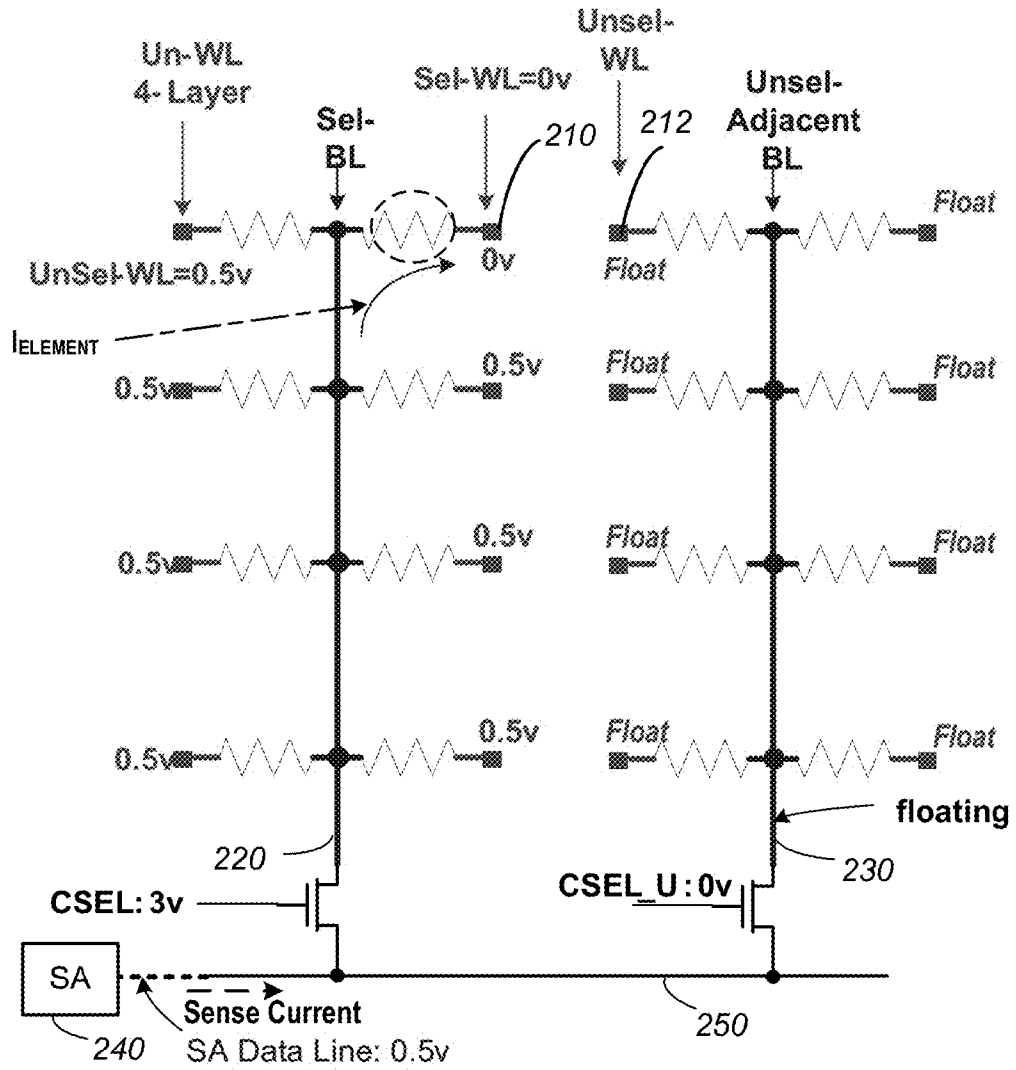 Un-WL
4-Layer
Sel-
BL
Sel-WL=0v
210
Unsel-
WL
212
Unsel-
Adjacent
BL
Float
UnSel-WL=0.5v
0v
Float
IELEMENT
0.5v
0.5v
Float
Float
0.5v
0.5v
Float
Float
0.5v
0.5v
Float
Float
floating
220
230
CSEL: 3v
CSEL_U : 0v
SA
Sense Current
240
SA Data Line: 0.5v
250